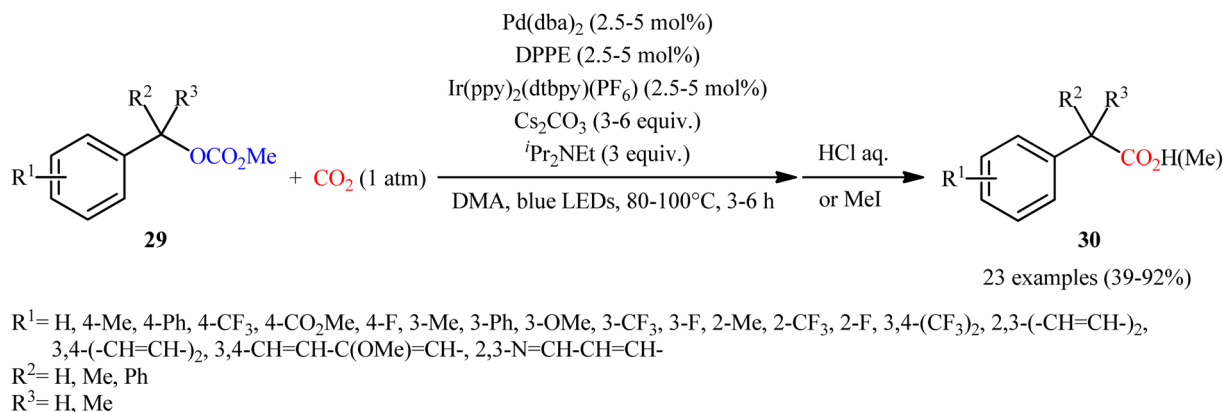 Pd(dba)₂ (2.5-5 mol%)
DPPE (2.5-5 mol%)
Ir(ppy)₂(dtbpy)(PF₆) (2.5-5 mol%)
Cs₂CO₃ (3-6 equiv.)
ⁱPr₂NEt (3 equiv.)
R² R³
R¹ OCO₂Me + CO₂ (1 atm)
DMA, blue LEDs, 80-100°C, 3-6 h
HCl aq.
or MeI
R² R³
R¹ CO₂H(Me)
29
30
23 examples (39-92%)
R¹= H, 4-Me, 4-Ph, 4-CF₃, 4-CO₂Me, 4-F, 3-Me, 3-Ph, 3-OMe, 3-CF₃, 3-F, 2-Me, 2-CF₃, 2-F, 3,4-(CF₃)₂, 2,3-(-CH=CH-)₂,
3,4-(-CH=CH-)₂, 3,4-CH=CH-C(OMe)=CH-, 2,3-N=CH-CH=CH-
R²= H, Me, Ph
R³= H, Me